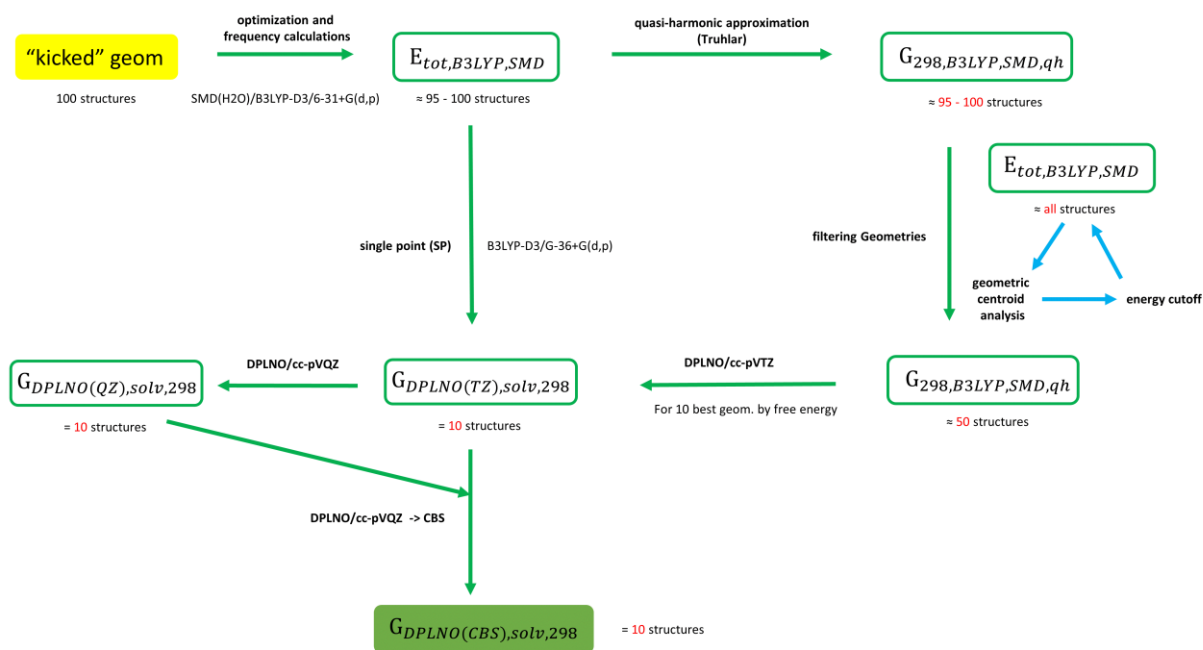 optimization and
frequency calculations
quasi-harmonic approximation
(Truhlar)
“kicked” geom
E_{tot,B3LYP,SMD}
G_{298,B3LYP,SMD,qh}
100 structures
SMD(H2O)/B3LYP-D3/6-31+G(d,p)
≈ 95 - 100 structures
≈ 95 - 100 structures
E_{tot,B3LYP,SMD}
≈ all structures
filtering Geometries
single point (SP)
B3LYP-D3/G-36+G(d,p)
geometric
centroid
analysis
energy cutoff
DPLNO/cc-pVQZ
DPLNO/cc-pVTZ
G_{DPLNO(QZ),solv,298}
G_{DPLNO(TZ),solv,298}
G_{298,B3LYP,SMD,qh}
For 10 best geom. by free energy
= 10 structures
= 10 structures
≈ 50 structures
DPLNO/cc-pVQZ -> CBS
G_{DPLNO(CBS),solv,298}
= 10 structures